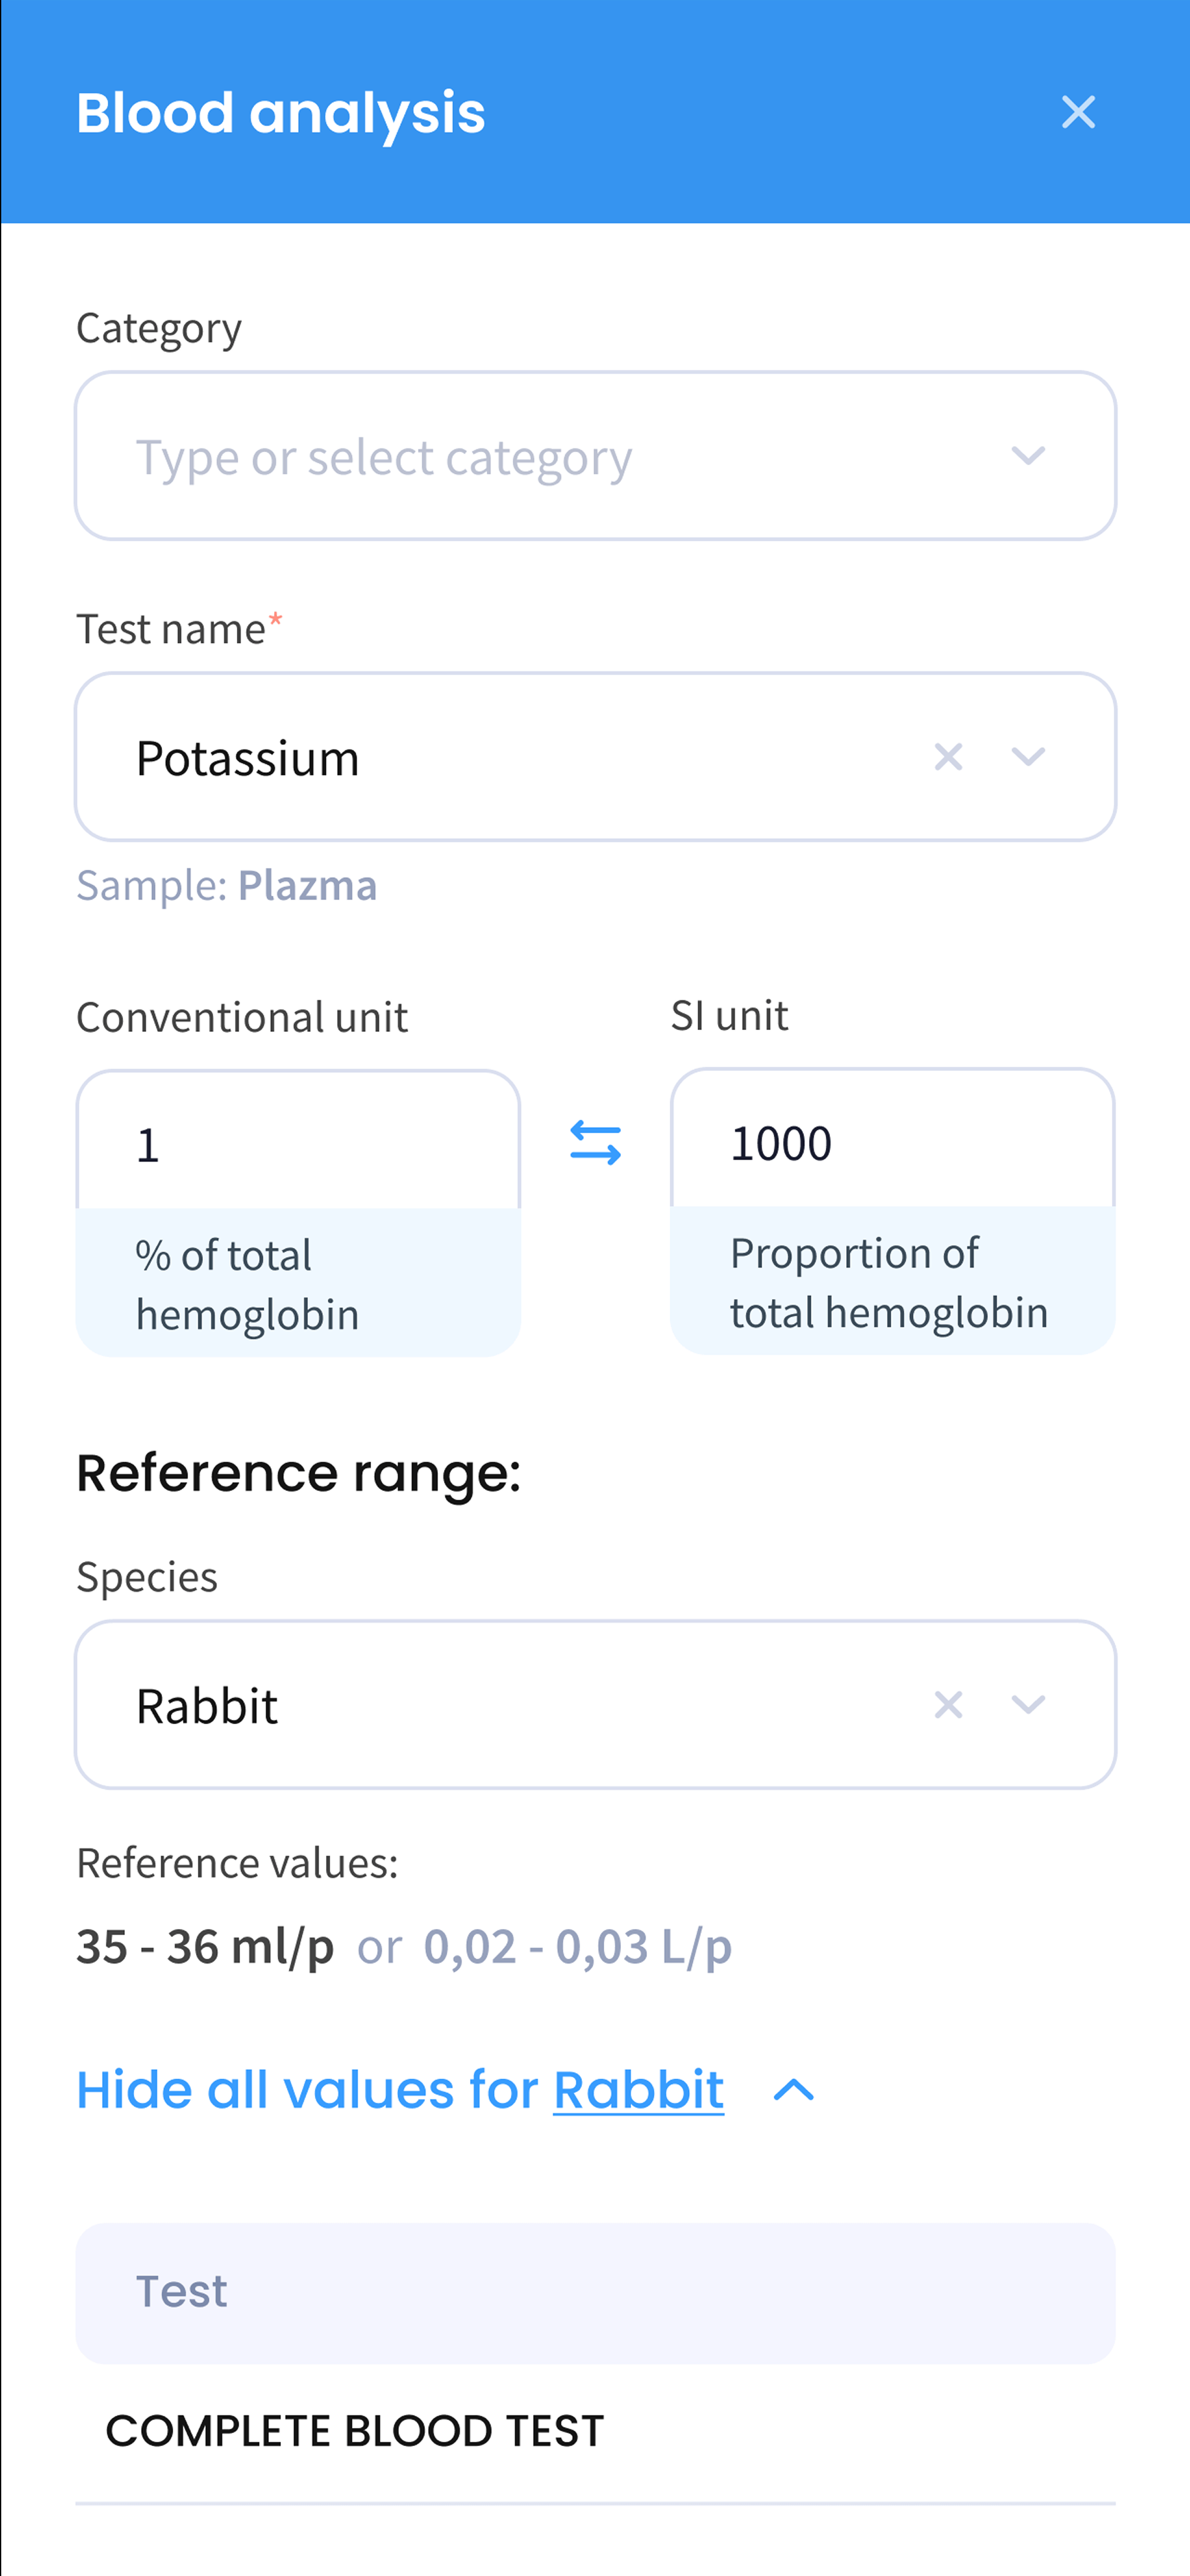 Blood analysis
Category
Type or select category
Test name*
Potassium
Sample: Plazma
Conventional unit
1
% of total
hemoglobin
SI unit
1000
Proportion of
total hemoglobin
Reference range:
Species
Rabbit
Reference values:
35 - 36 ml/p or 0,02 - 0,03 L/p
Hide all values for Rabbit
Test
COMPLETE BLOOD TEST